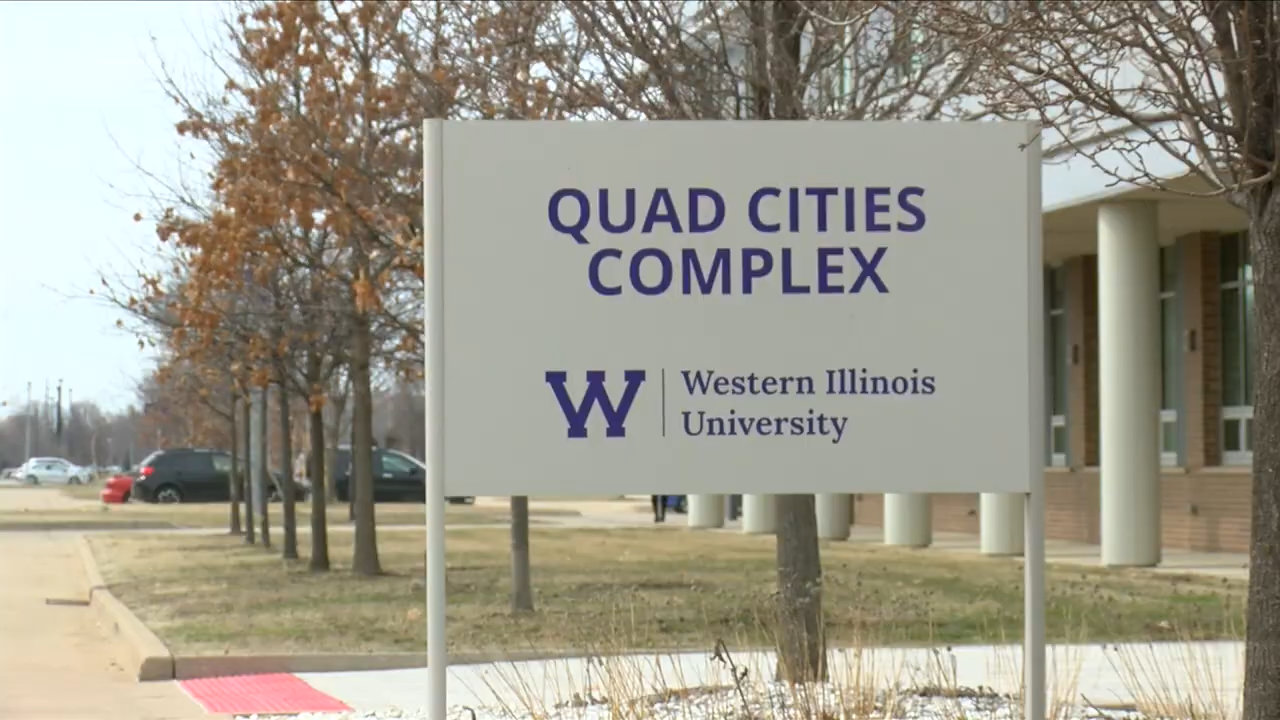 QUAD CITIES
COMPLEX
W
Western Illinois
University